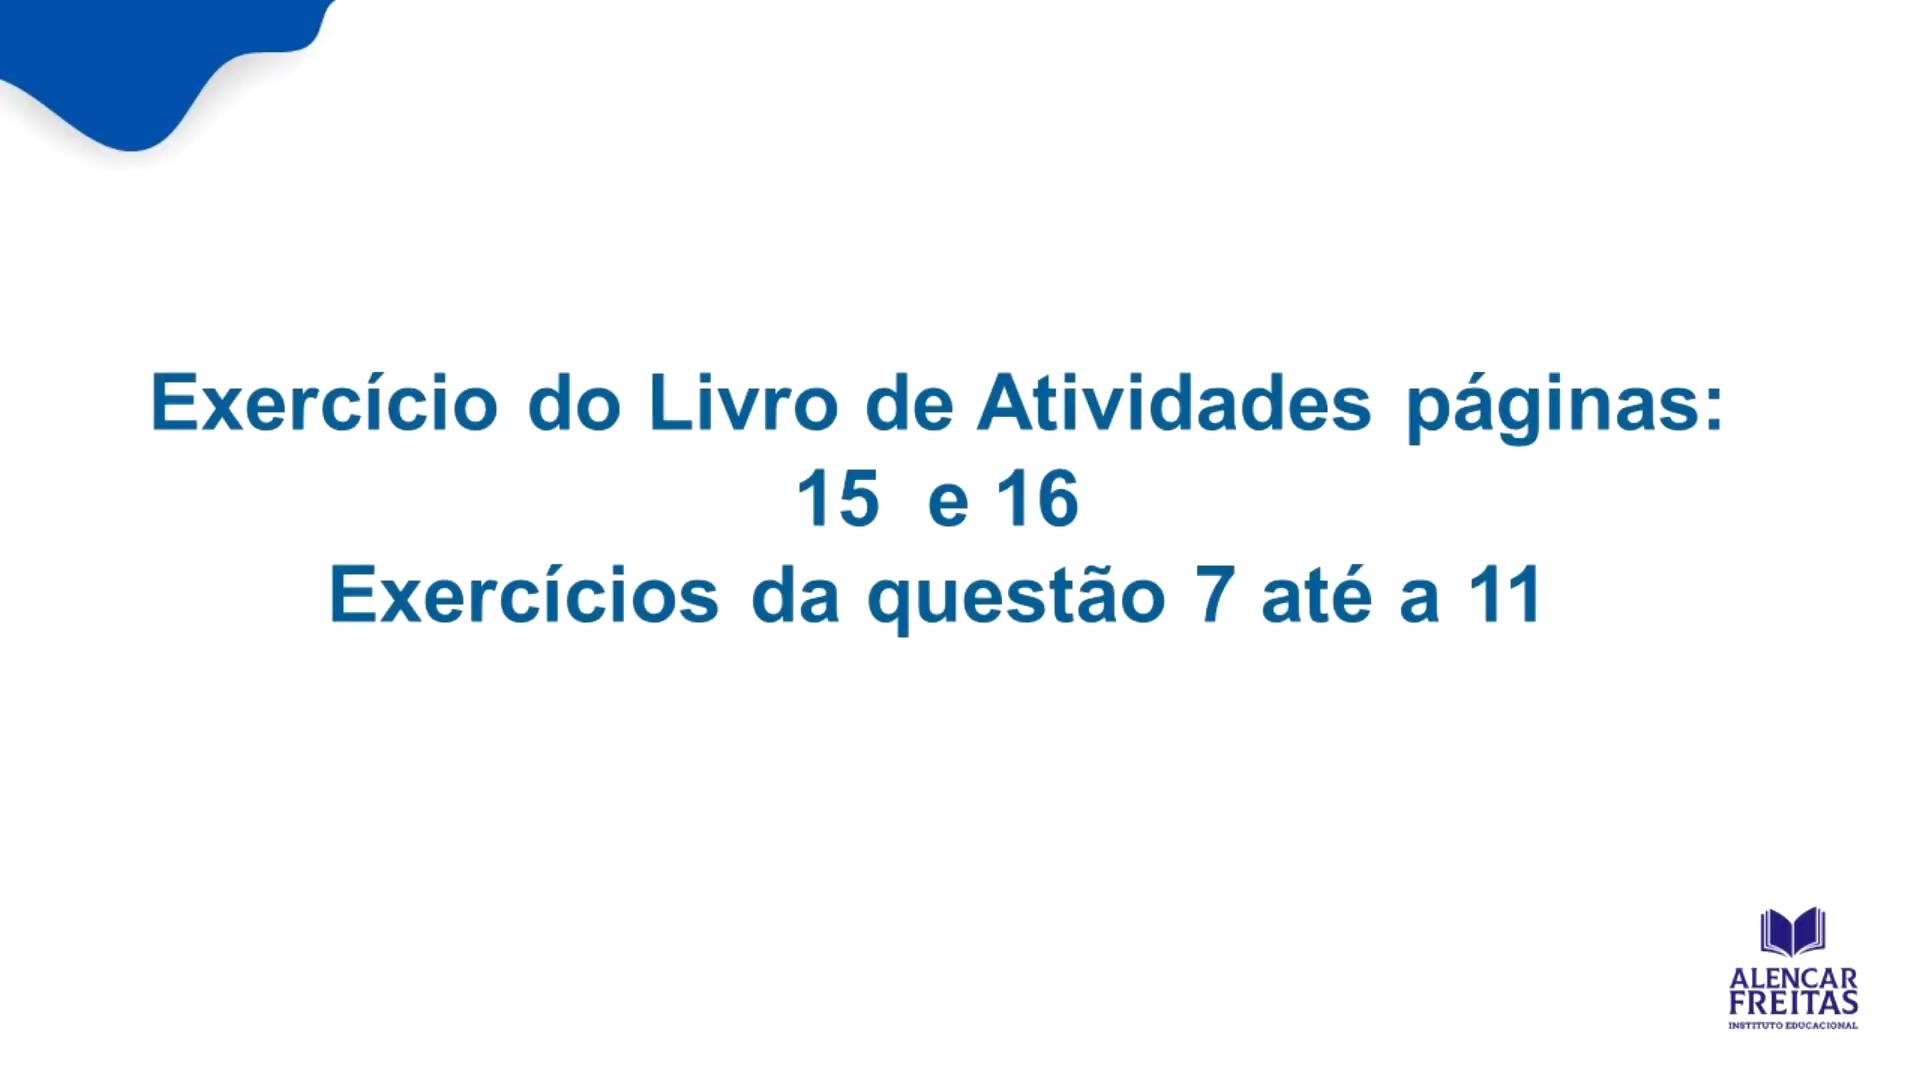 Exercício do Livro de Atividades páginas:
15 e 16
Exercícios da questão 7 até a 11
ALENCAR
FREITAS
INSTITUTO EDUCACIONAL